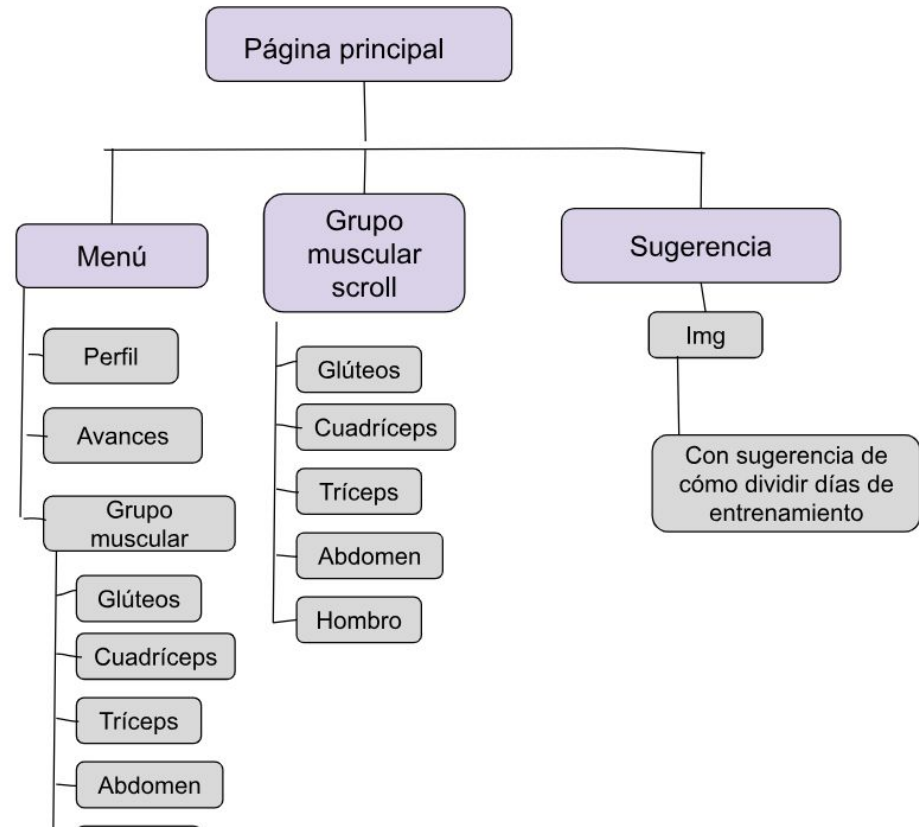 Página principal
Menú
Perfil
Avances
Grupo
muscular
Glúteos
Cuadríceps
Tríceps
Abdomen
Grupo
muscular
scroll
Glúteos
Cuadríceps
Tríceps
Abdomen
Hombro
Sugerencia
Img
Con sugerencia de
cómo dividir días de
entrenamiento